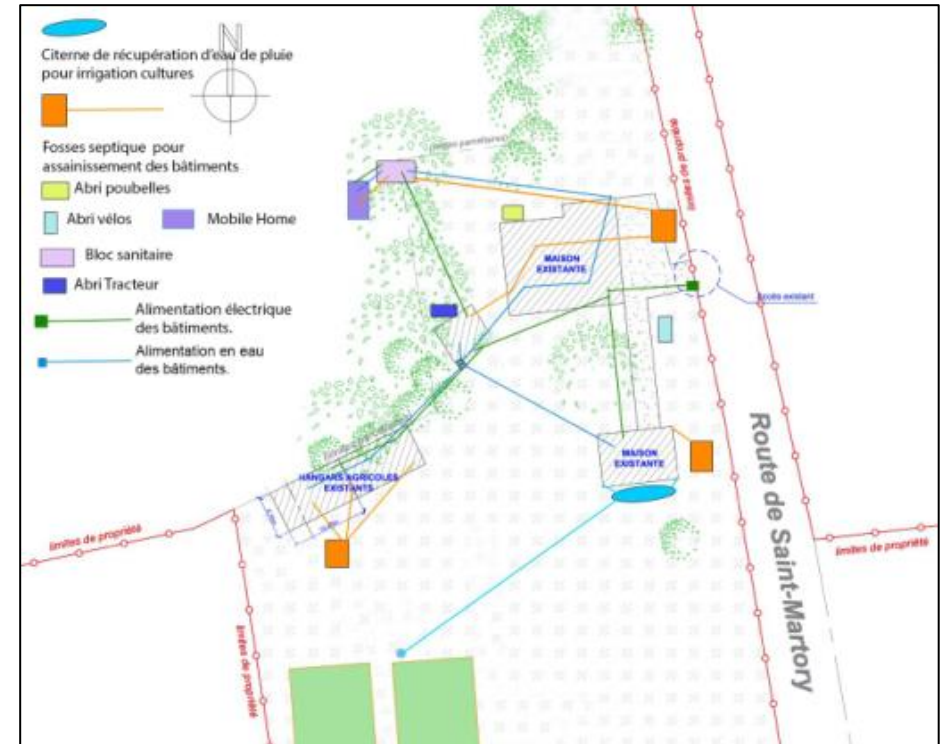 N
Citerne de récupération d'eau de pluie
pour irrigation cultures
Fosses septique pour
assainissement des bâtiments
Abri poubelles
Abri vélos
Mobile Home
Bloc sanitaire
Abri Tracteur
Alimentation électrique
des bâtiments.
Alimentation en eau
des bâtiments.
limites de propriété
MAISON
EXISTANTE
accès existant
MAISON
EXISTANTE
HANGARS AGRICOLES
EXISTANTS
Route de Saint-Martory
limites de propriété
limites de propriété
limites de propriété